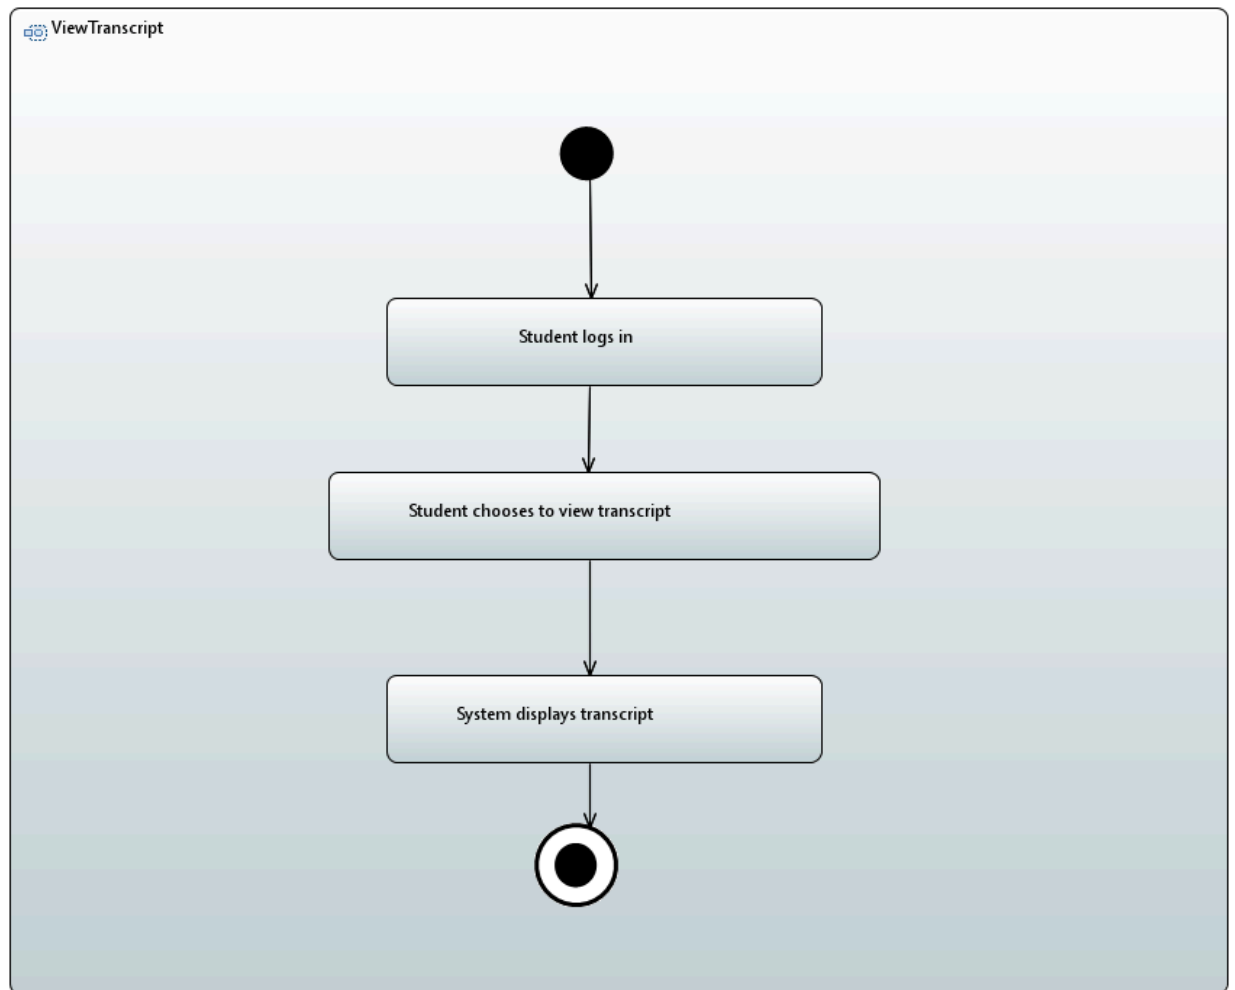 ViewTranscript
Student logs in
Student chooses to view transcript
System displays transcript